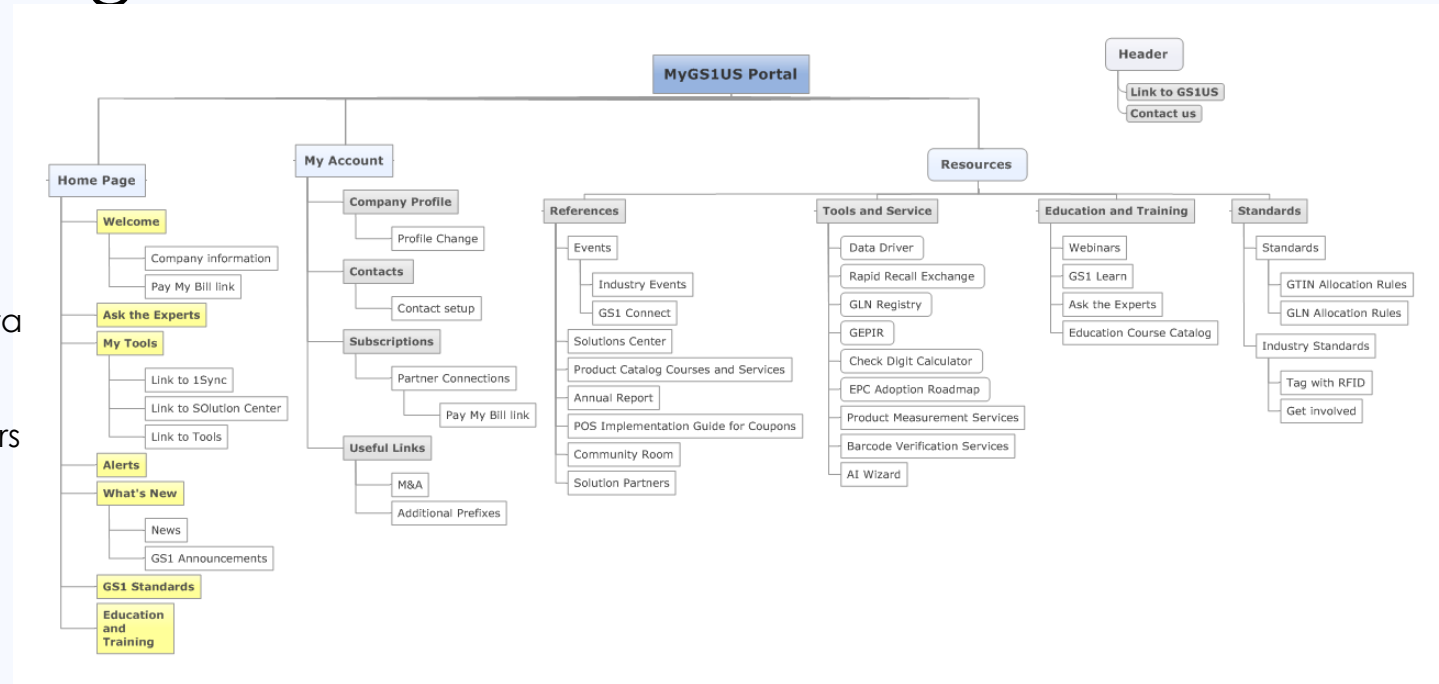 MyGS1US Portal
Header
Link to GS1US
Contact us
Home Page
Welcome
Company information
Pay My Bill link
Ask the Experts
My Tools
Link to 1Sync
Link to SOlution Center
Link to Tools
Alerts
What's New
News
GS1 Announcements
GS1 Standards
Education
and
Training
My Account
Company Profile
Profile Change
Contacts
Contact setup
Subscriptions
Partner Connections
Pay My Bill link
Useful Links
M&A
Additional Prefixes
Resources
References
Events
Industry Events
GS1 Connect
Solutions Center
Product Catalog Courses and Services
Annual Report
POS Implementation Guide for Coupons
Community Room
Solution Partners
Tools and Service
Data Driver
Rapid Recall Exchange
GLN Registry
GEPIR
Check Digit Calculator
EPC Adoption Roadmap
Product Measurement Services
Barcode Verification Services
AI Wizard
Education and Training
Webinars
GS1 Learn
Ask the Experts
Education Course Catalog
Standards
Standards
GTIN Allocation Rules
GLN Allocation Rules
Industry Standards
Tag with RFID
Get involved